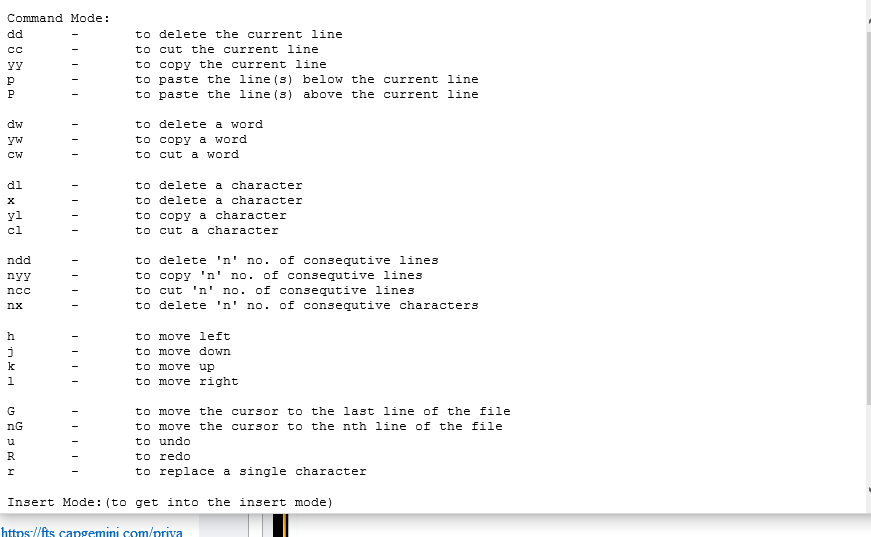 Command Mode:
dd - to delete the current line
cc - to cut the current line
yy - to copy the current line
p - to paste the line(s) below the current line
P - to paste the line(s) above the current line
dw - to delete a word
yw - to copy a word
cw - to cut a word
dl - to delete a character
x - to delete a character
yl - to copy a character
cl - to cut a character
ndd - to delete 'n' no. of consequtive lines
nyy - to copy 'n' no. of consequtive lines
ncc - to cut 'n' no. of consequtive lines
nx - to delete 'n' no. of consequtive characters
h - to move left
j - to move down
k - to move up
l - to move right
G - to move the cursor to the last line of the file
nG - to move the cursor to the nth line of the file
u - to undo
R - to redo
r - to replace a single character
Insert Mode:(to get into the insert mode)
https://fts.capgemini.com/priya